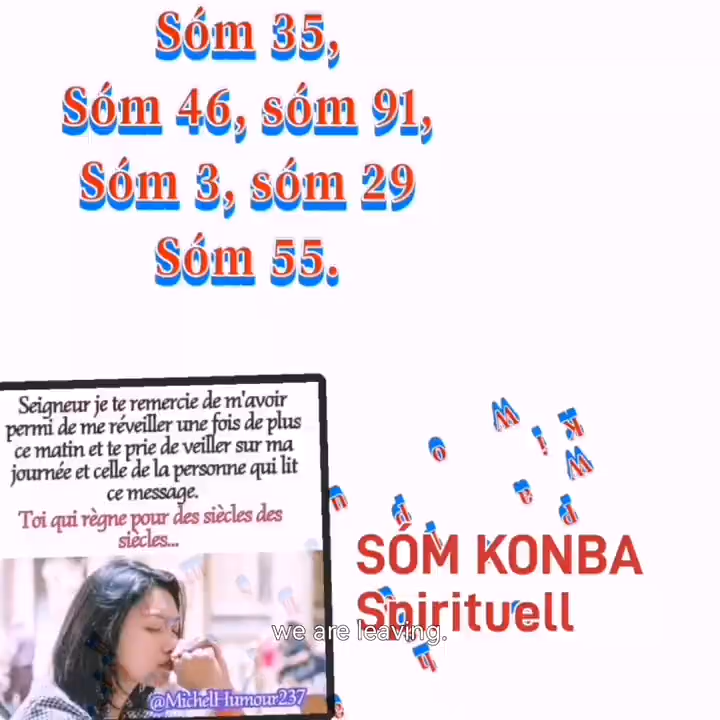 Sóm 35,
Sóm 46, sóm 91,
Sóm 3, sóm 29
Sóm 55.
Seigneur je te remercie de m'avoir
permi de me réveiller une fois de plus
ce matin et te prie de veiller sur ma
journée et celle de la personne qui lit
ce message.
Toi qui règne pour des siècles des
siècles...
@MichelHumour237
SÓM KONBA
Spirituell
we are leaving.